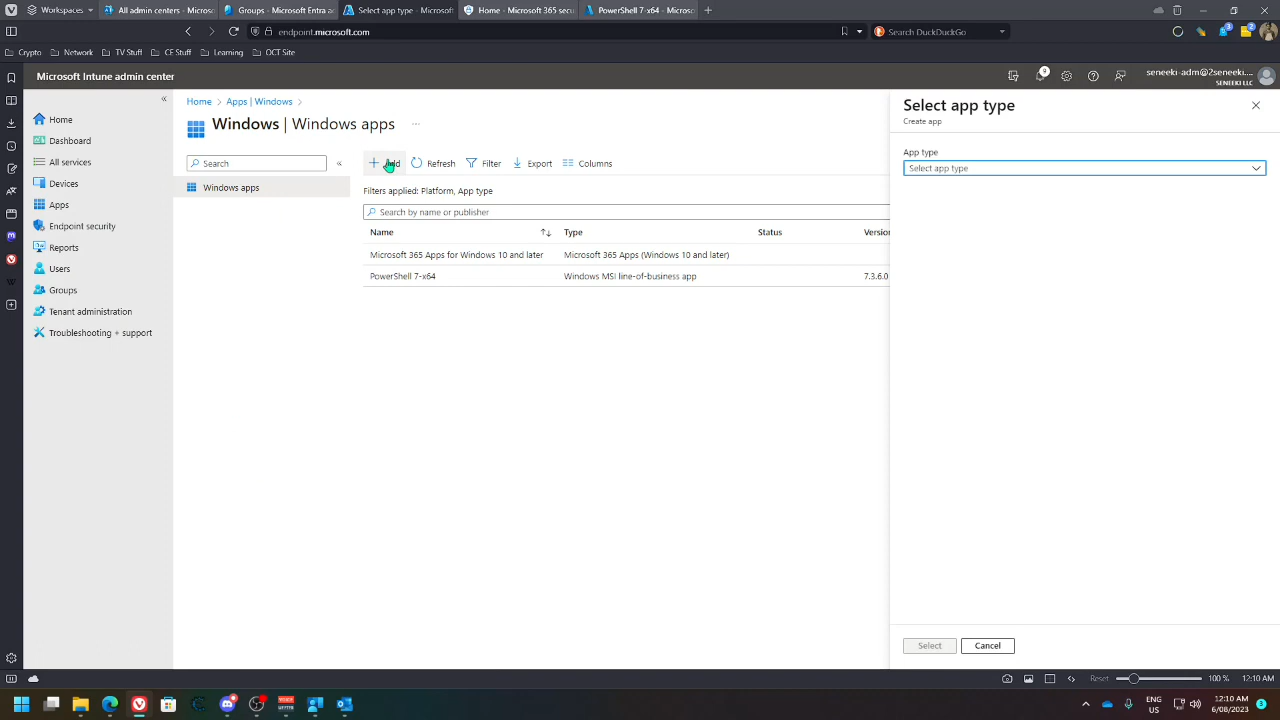 Workspaces
All admin centers - Microso
Groups - Microsoft Entra a
Select app type - Microsoft
Home - Microsoft 365 secu
PowerShell 7-x64 - Microso
endpoint.microsoft.com
Search DuckDuckGo
Crypto
Network
TV Stuff
CE Stuff
Learning
OCT Site
Microsoft Intune admin center
seneeki-adm@2seneeki....
SENEEKI LLC
Home
Dashboard
All services
Devices
Apps
Endpoint security
Reports
Users
Groups
Tenant administration
Troubleshooting + support
Home > Apps | Windows >
Windows | Windows apps
...
Search
Windows apps
Add
Refresh
Filter
Export
Columns
Filters applied: Platform, App type
Search by name or publisher
Name Type Status Version
Microsoft 365 Apps for Windows 10 and later Microsoft 365 Apps (Windows 10 and later)
PowerShell 7-x64 Windows MSI line-of-business app 7.3.6.0
Select app type
Create app
App type
Select app type
Select
Cancel
Reset
100 %
12:10 AM
ENG
US
12:10 AM
6/08/2023